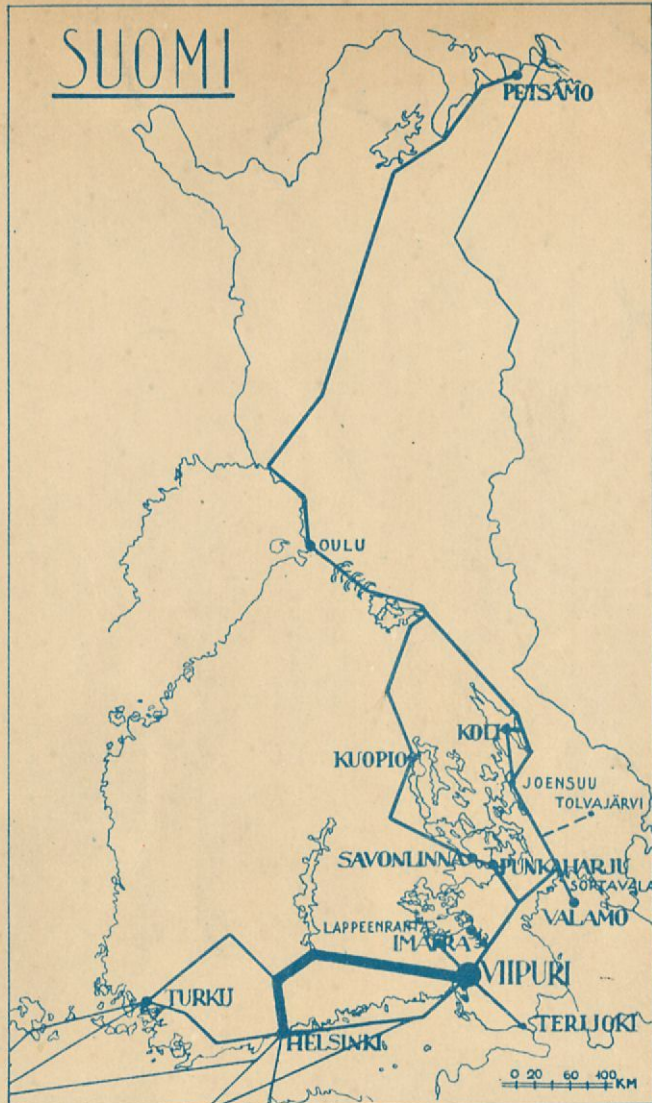 SUOMI
PETSAMO
OULU
KOLI
KUOPIO
JOENSUU
TOLVAJÄRVI
SAVONLINNA
PUNKAHARJU
SORTAVALA
VALAMO
LAPPEENRANTA
IMATRA
VIIPURI
TURKU
TERIJOKI
HELSINKI
0 20 60 100 KM